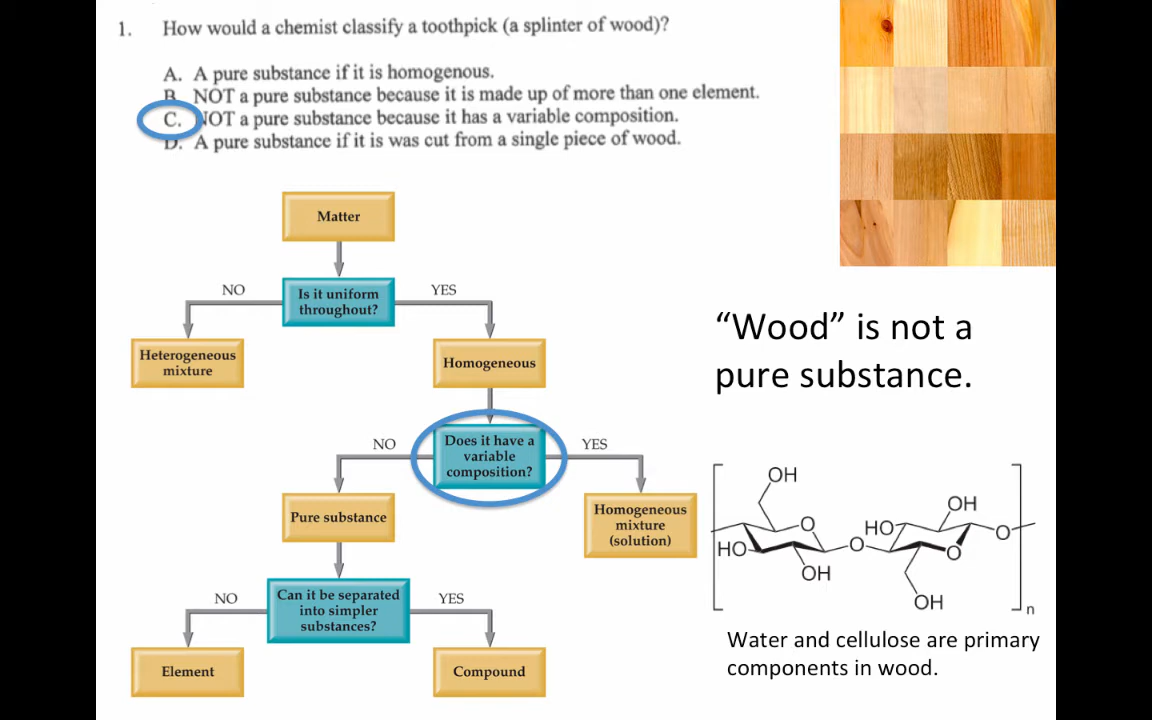 1. How would a chemist classify a toothpick (a splinter of wood)?
A. A pure substance if it is homogenous.
B. NOT a pure substance because it is made up of more than one element.
C. NOT a pure substance because it has a variable composition.
D. A pure substance if it is was cut from a single piece of wood.
Matter
NO
Is it uniform
throughout?
YES
Heterogeneous
mixture
Homogeneous
NO
Does it have a
variable
composition?
YES
Pure substance
Homogeneous
mixture
(solution)
NO
Can it be separated
into simpler
substances?
YES
Element
Compound
“Wood” is not a
pure substance.
OH
O
HO
OH
O
HO
OH
O
O
OH
n
Water and cellulose are primary
components in wood.